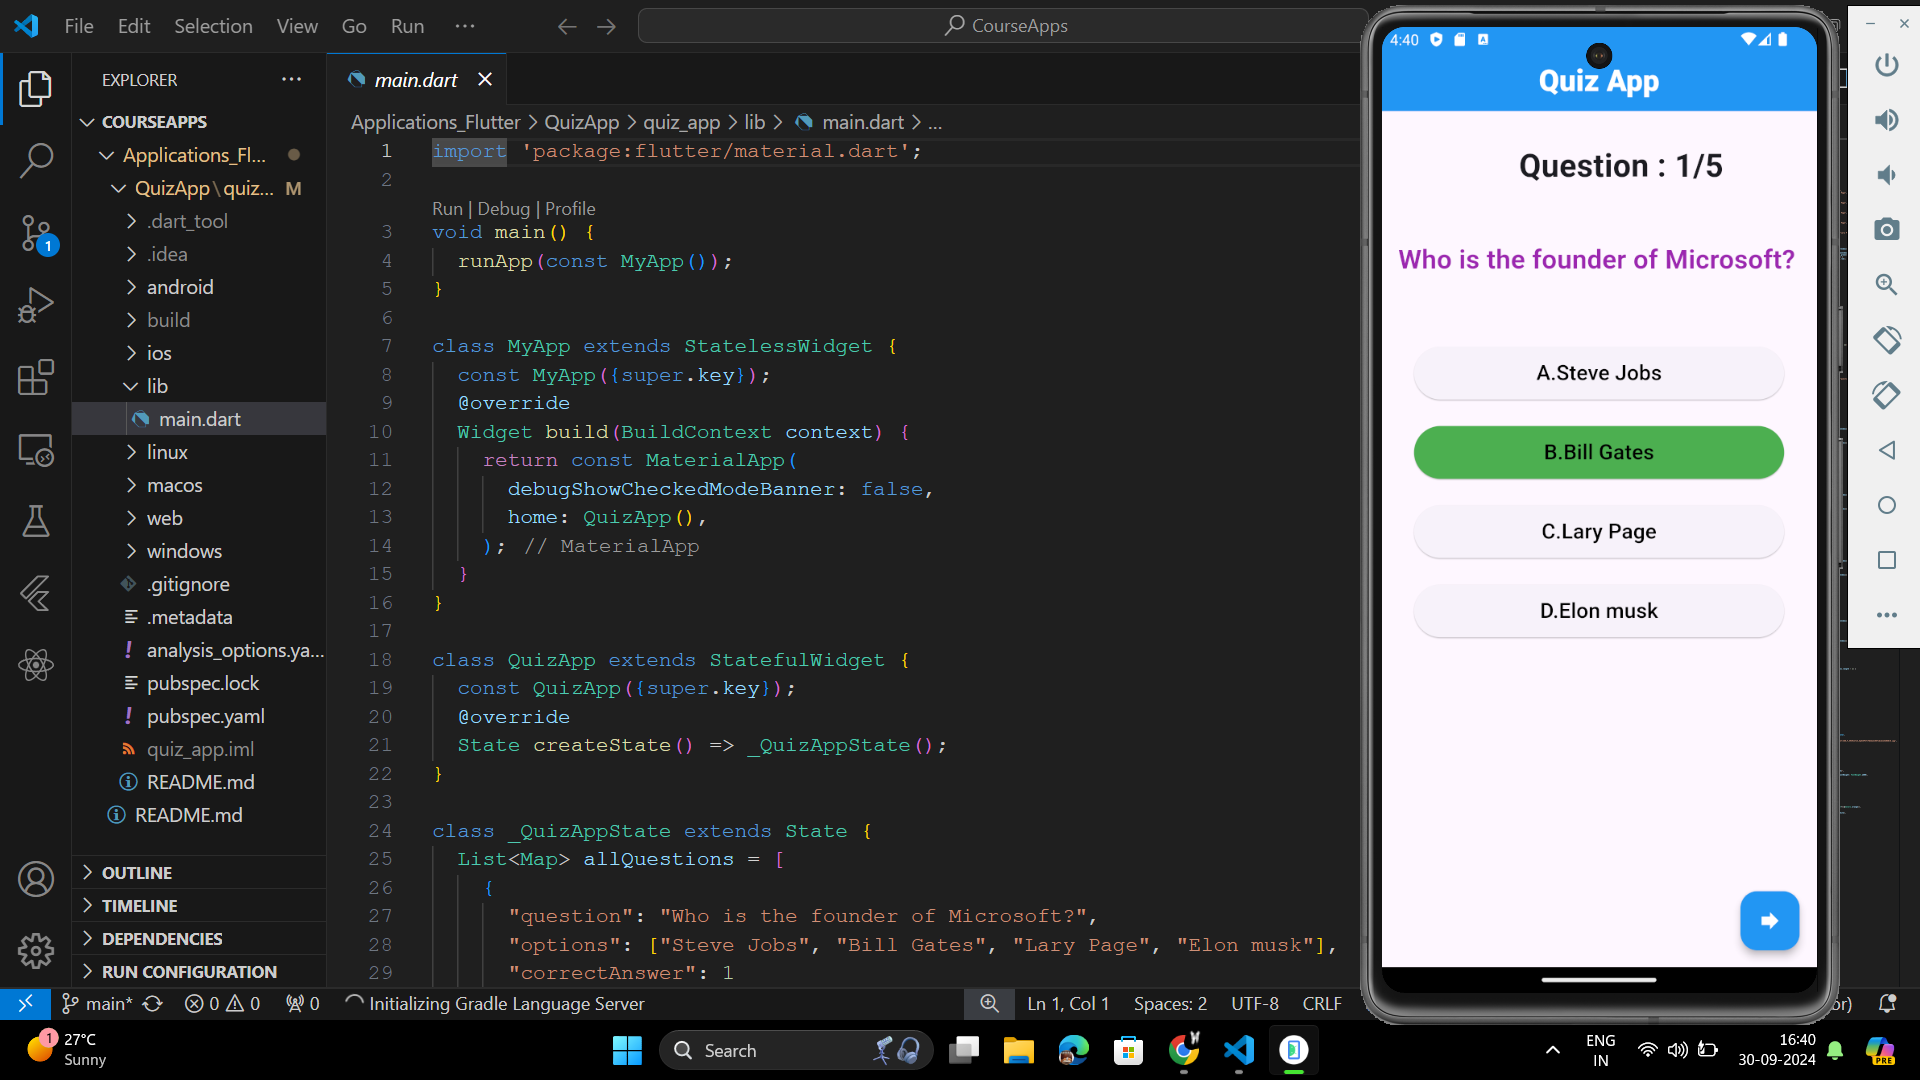 File Edit Selection View Go Run ...
CourseApps
EXPLORER
COURSEAPPS
Applications_Fl...
QuizApp\quiz... M
.dart_tool
.idea
android
build
ios
lib
main.dart
linux
macos
web
windows
.gitignore
.metadata
analysis_options.ya...
pubspec.lock
pubspec.yaml
quiz_app.iml
README.md
README.md
OUTLINE
TIMELINE
DEPENDENCIES
RUN CONFIGURATION
1
main.dart
Applications_Flutter > QuizApp > quiz_app > lib > main.dart > ...
1 import 'package:flutter/material.dart';
2
Run | Debug | Profile
3 void main() {
4 runApp(const MyApp());
5 }
6
7 class MyApp extends StatelessWidget {
8 const MyApp({super.key});
9 @override
10 Widget build(BuildContext context) {
11 return const MaterialApp(
12 debugShowCheckedModeBanner: false,
13 home: QuizApp(),
14 ); // MaterialApp
15 }
16 }
17
18 class QuizApp extends StatefulWidget {
19 const QuizApp({super.key});
20 @override
21 State createState() => _QuizAppState();
22 }
23
24 class _QuizAppState extends State {
25 List<Map> allQuestions = [
26 {
27 "question": "Who is the founder of Microsoft?",
28 "options": ["Steve Jobs", "Bill Gates", "Lary Page", "Elon musk"],
29 "correctAnswer": 1
4:40
Quiz App
Question : 1/5
Who is the founder of Microsoft?
A.Steve Jobs
B.Bill Gates
C.Lary Page
D.Elon musk
main* 0 0 0 Initializing Gradle Language Server
Ln 1, Col 1 Spaces: 2 UTF-8 CRLF
1
27°C
Sunny
Search
ENG
IN
16:40
30-09-2024
PRE